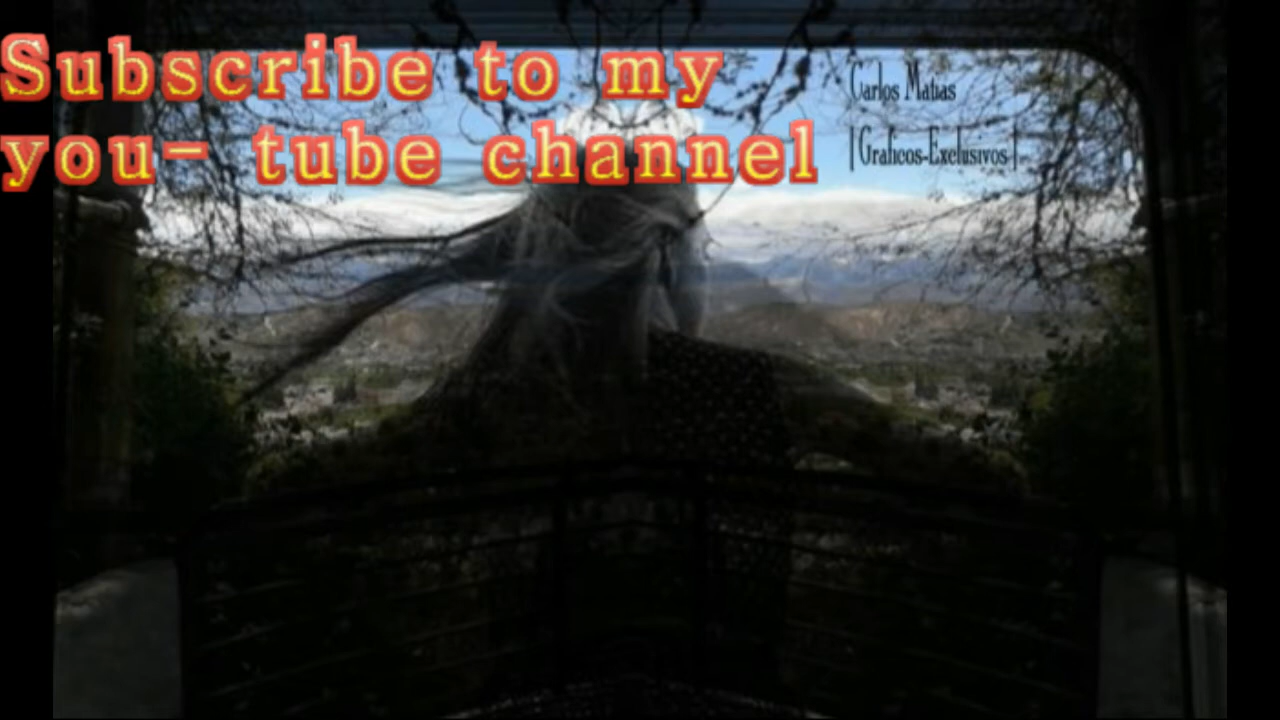 Subscribe to my
you- tube channel
Carlos Matias
|Graficos-Exclusivos|